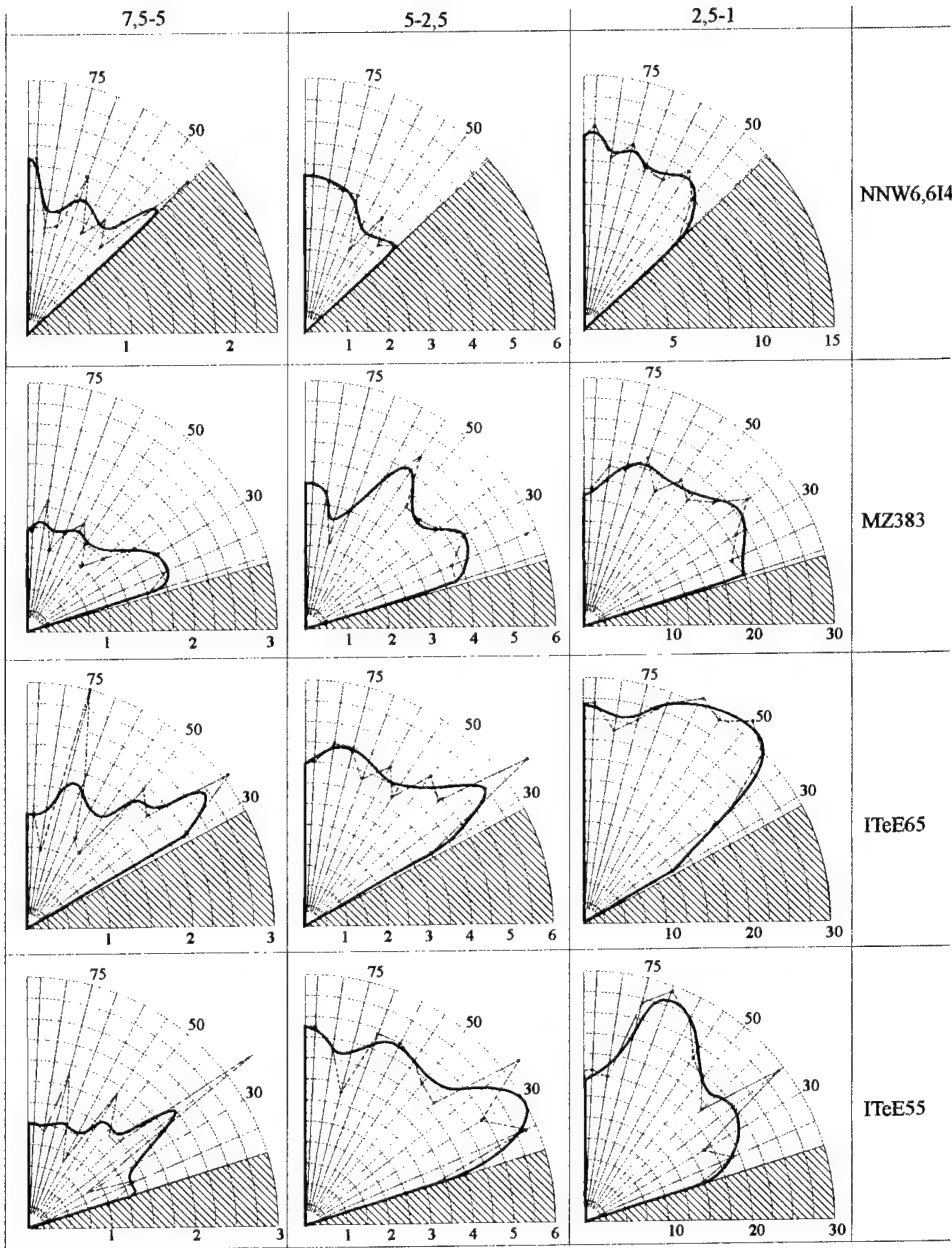 7,5-5 5-2,5 2,5-1
75 50 75 50 75 50
NNW6,6I4
1 2 1 2 3 4 5 6 5 10 15
75 50 30 75 50 30 75 50 30
MZ383
1 2 3 1 2 3 4 5 6 10 20 30
75 50 30 75 50 30 75 50 30
ITeE65
1 2 3 1 2 3 4 5 6 10 20 30
75 50 30 75 50 30 75 50 30
ITeE55
2 1 2 3 1 2 3 4 5 6 10 20 30